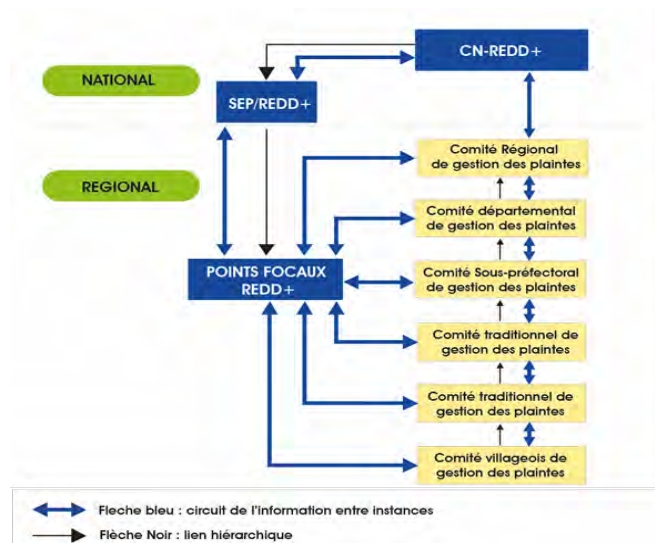 CN-REDD+
NATIONAL
SEP/REDD+
Comité Régional
de gestion des plaintes
REGIONAL
Comité départemental
de gestion des plaintes
POINTS FOCAUX
REDD+
Comité Sous-préfectoral
de gestion des plaintes
Comité traditionnel de
gestion des plaintes
Comité traditionnel de
gestion des plaintes
Comité villageois de
gestion des plaintes
Fleche bleu : circuit de l'information entre instances
Flèche Noir : lien hiérarchique